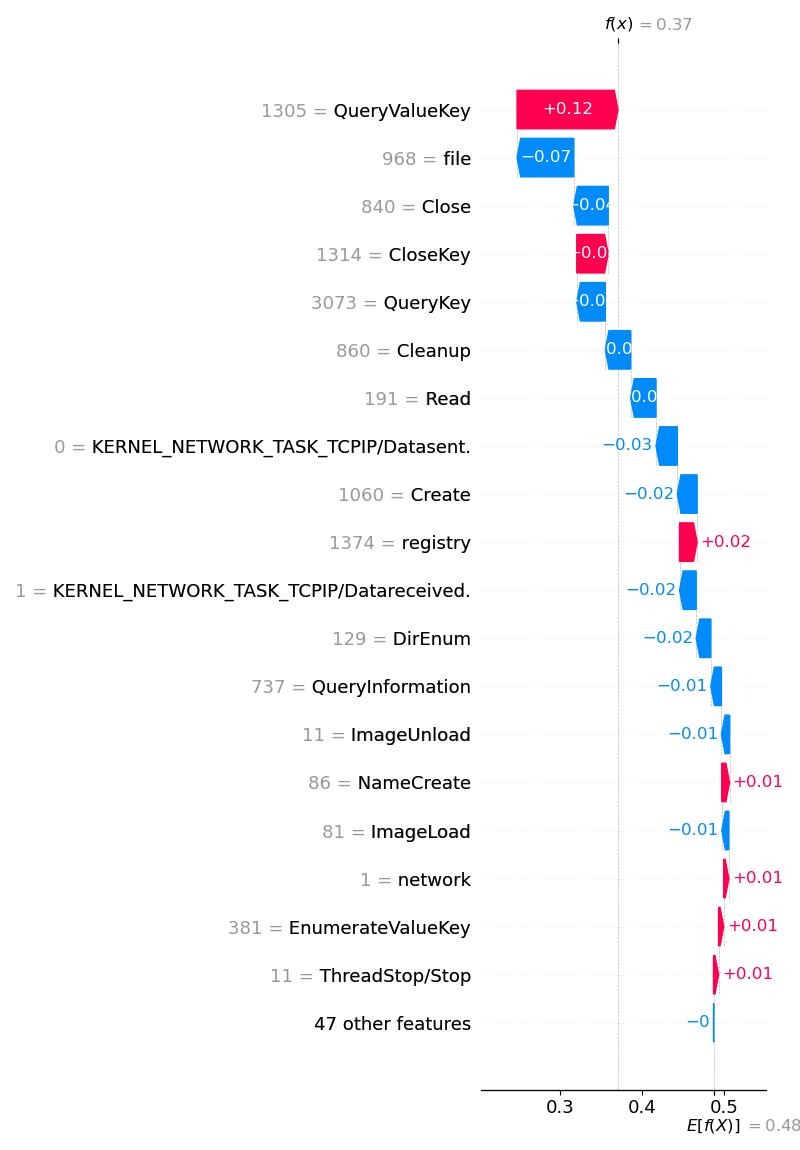 f(x) = 0.37
1305 = QueryValueKey +0.12
968 = file −0.07
840 = Close −0.04
1314 = CloseKey
3073 = QueryKey
860 = Cleanup
191 = Read
0 = KERNEL_NETWORK_TASK_TCPIP/Datasent. −0.03
1060 = Create −0.02
1374 = registry +0.02
1 = KERNEL_NETWORK_TASK_TCPIP/Datareceived. −0.02
129 = DirEnum −0.02
737 = QueryInformation −0.01
11 = ImageUnload −0.01
86 = NameCreate +0.01
81 = ImageLoad −0.01
1 = network +0.01
381 = EnumerateValueKey +0.01
11 = ThreadStop/Stop +0.01
47 other features −0
0.3 0.4 0.5
E[f(X)] = 0.48